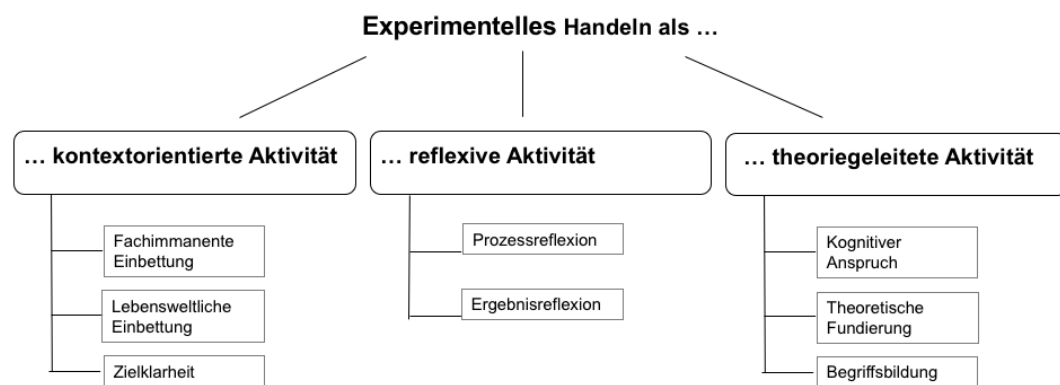 Experimentelles Handeln als ...
... kontextorientierte Aktivität
... reflexive Aktivität
... theoriegeleitete Aktivität
Fachimmanente
Einbettung
Lebensweltliche
Einbettung
Zielklarheit
Prozessreflexion
Ergebnisreflexion
Kognitiver
Anspruch
Theoretische
Fundierung
Begriffsbildung